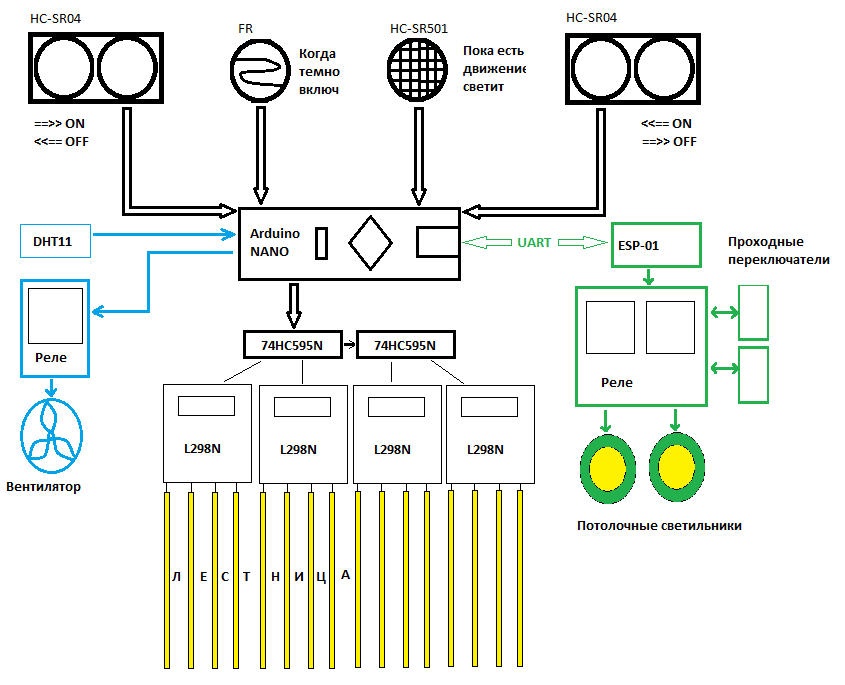 HC-SR04
FR
HC-SR501
HC-SR04
Когда
темно
включ
Пока есть
движение
светит
==>> ON
<<== OFF
<<== ON
==>> OFF
Arduino
NANO
DHT11
UART
ESP-01
Проходные
переключатели
Реле
74HC595N
74HC595N
Реле
L298N
L298N
L298N
L298N
Вентилятор
Потолочные светильники
Л Е С Т Н И Ц А